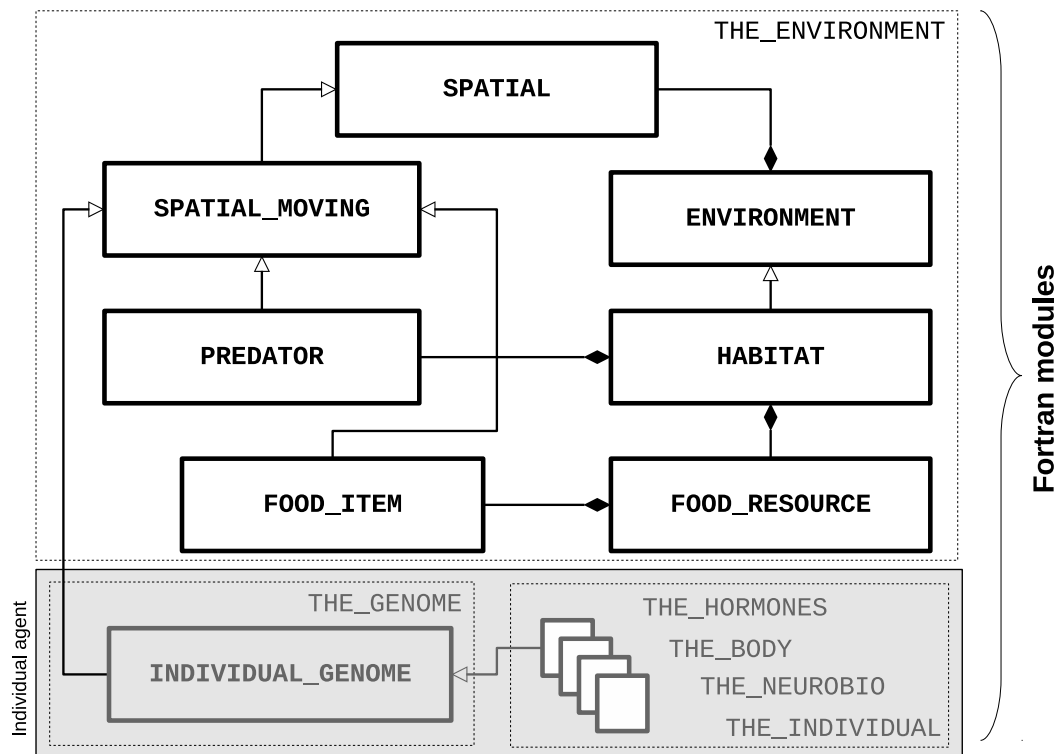 THE_ENVIRONMENT
SPATIAL
SPATIAL_MOVING
ENVIRONMENT
PREDATOR
HABITAT
FOOD_ITEM
FOOD_RESOURCE
Fortran modules
Individual agent
THE_GENOME
INDIVIDUAL_GENOME
THE_HORMONES
THE_BODY
THE_NEUROBIO
THE_INDIVIDUAL